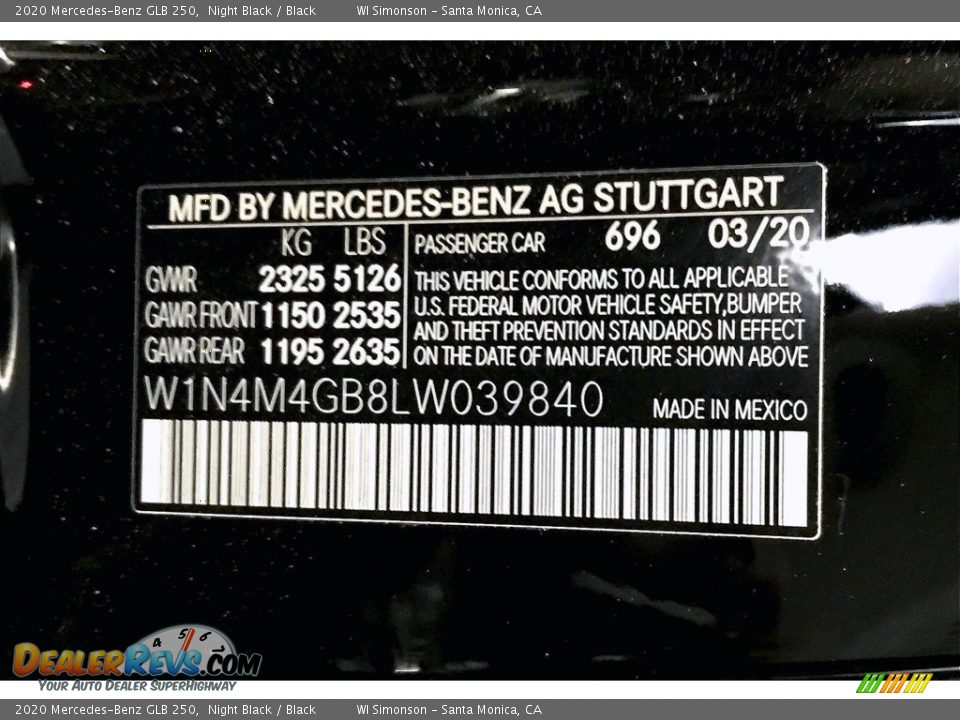 2020 Mercedes-Benz GLB 250, Night Black / Black WI Simonson - Santa Monica, CA
MFD BY MERCEDES-BENZ AG STUTTGART
KG LBS PASSENGER CAR 696 03/20
GVWR 2325 5126
GAWR FRONT 1150 2535
GAWR REAR 1195 2635
THIS VEHICLE CONFORMS TO ALL APPLICABLE
U.S. FEDERAL MOTOR VEHICLE SAFETY, BUMPER
AND THEFT PREVENTION STANDARDS IN EFFECT
ON THE DATE OF MANUFACTURE SHOWN ABOVE
W1N4M4GB8LW039840 MADE IN MEXICO
4 5 6
DEALERREVS.COM
YOUR AUTO DEALER SUPERHIGHWAY
2020 Mercedes-Benz GLB 250, Night Black / Black WI Simonson - Santa Monica, CA